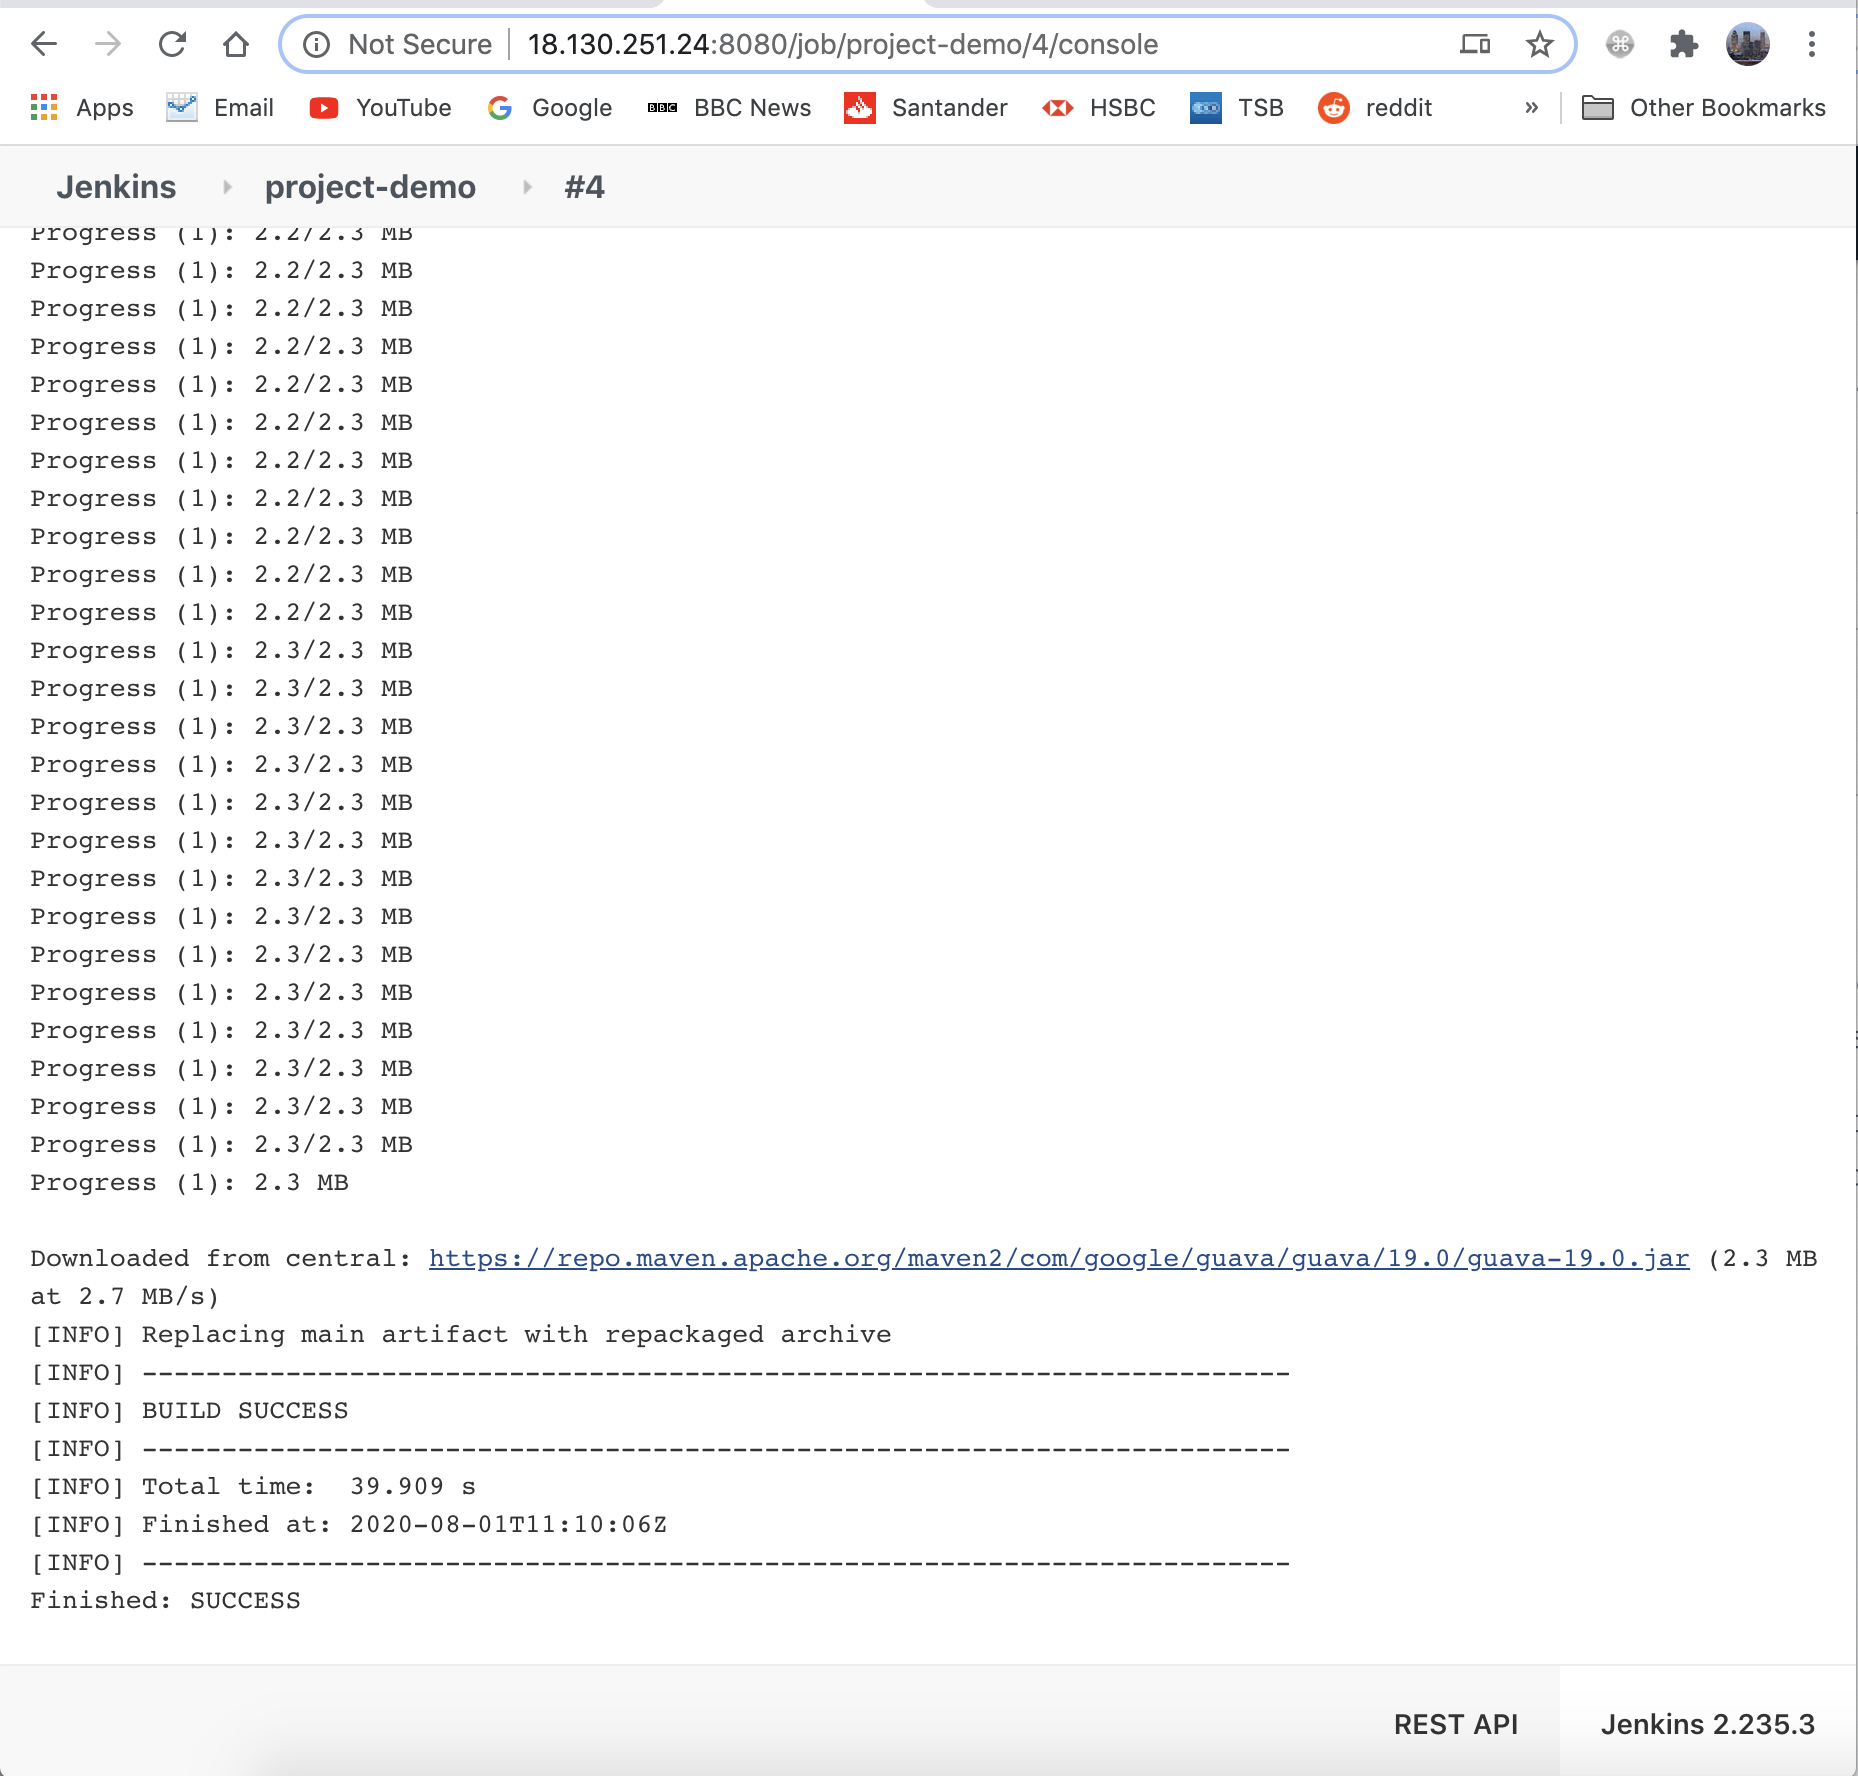 Not Secure | 18.130.251.24:8080/job/project-demo/4/console
Apps Email YouTube Google BBC BBC News Santander HSBC TSB reddit » Other Bookmarks
Jenkins project-demo #4
Progress (1): 2.2/2.3 MB
Progress (1): 2.2/2.3 MB
Progress (1): 2.2/2.3 MB
Progress (1): 2.2/2.3 MB
Progress (1): 2.2/2.3 MB
Progress (1): 2.2/2.3 MB
Progress (1): 2.2/2.3 MB
Progress (1): 2.2/2.3 MB
Progress (1): 2.2/2.3 MB
Progress (1): 2.2/2.3 MB
Progress (1): 2.2/2.3 MB
Progress (1): 2.3/2.3 MB
Progress (1): 2.3/2.3 MB
Progress (1): 2.3/2.3 MB
Progress (1): 2.3/2.3 MB
Progress (1): 2.3/2.3 MB
Progress (1): 2.3/2.3 MB
Progress (1): 2.3/2.3 MB
Progress (1): 2.3/2.3 MB
Progress (1): 2.3/2.3 MB
Progress (1): 2.3/2.3 MB
Progress (1): 2.3/2.3 MB
Progress (1): 2.3/2.3 MB
Progress (1): 2.3/2.3 MB
Progress (1): 2.3/2.3 MB
Progress (1): 2.3 MB
Downloaded from central: https://repo.maven.apache.org/maven2/com/google/guava/guava/19.0/guava-19.0.jar (2.3 MB
at 2.7 MB/s)
[INFO] Replacing main artifact with repackaged archive
[INFO] ------------------------------------------------------------------------
[INFO] BUILD SUCCESS
[INFO] ------------------------------------------------------------------------
[INFO] Total time:  39.909 s
[INFO] Finished at: 2020-08-01T11:10:06Z
[INFO] ------------------------------------------------------------------------
Finished: SUCCESS
REST API Jenkins 2.235.3